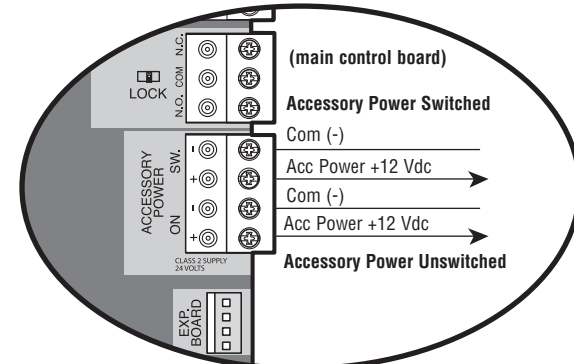 N.C.
COM
N.O.
LOCK
(main control board)
Accessory Power Switched
- Com (-)
+ Acc Power +12 Vdc
- Com (-)
+ Acc Power +12 Vdc
ACCESSORY
POWER
SW.
ON
Accessory Power Unswitched
CLASS 2 SUPPLY
24 VOLTS
EXP.
BOARD